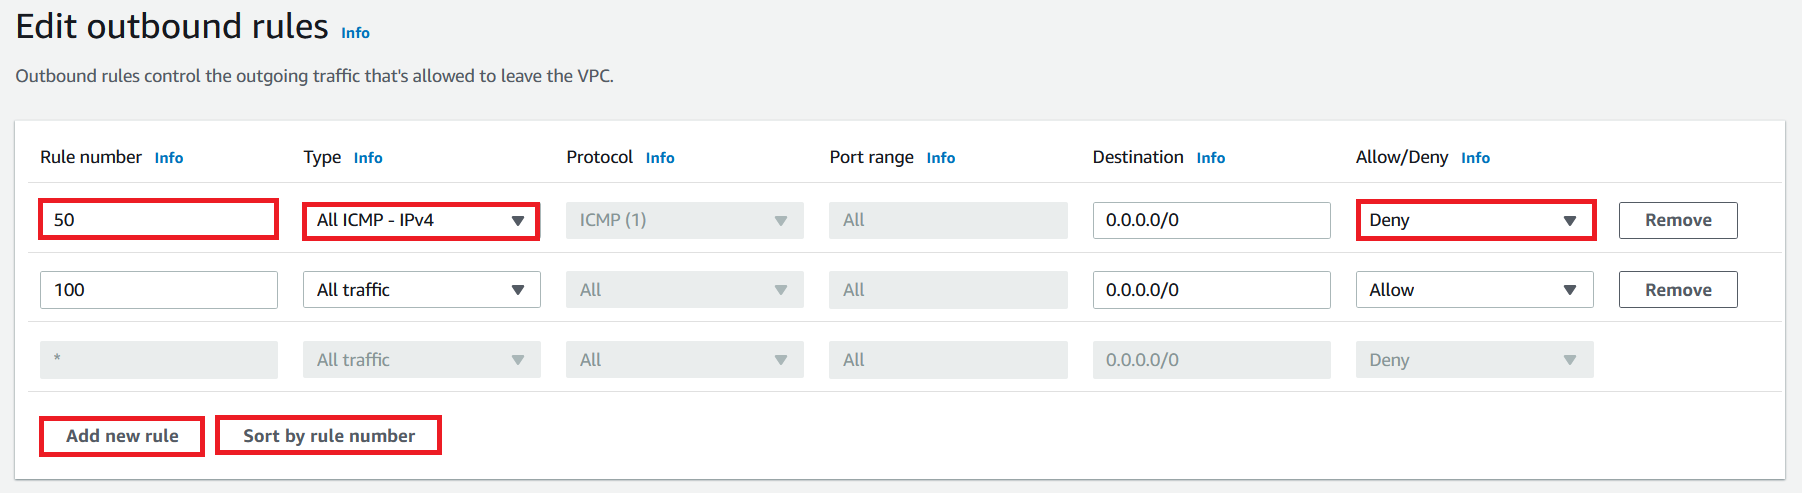 Edit outbound rules Info
Outbound rules control the outgoing traffic that's allowed to leave the VPC.
Rule number Info Type Info Protocol Info Port range Info Destination Info Allow/Deny Info
50 All ICMP - IPv4 ICMP (1) All 0.0.0.0/0 Deny Remove
100 All traffic All All 0.0.0.0/0 Allow Remove
* All traffic All All 0.0.0.0/0 Deny
Add new rule Sort by rule number